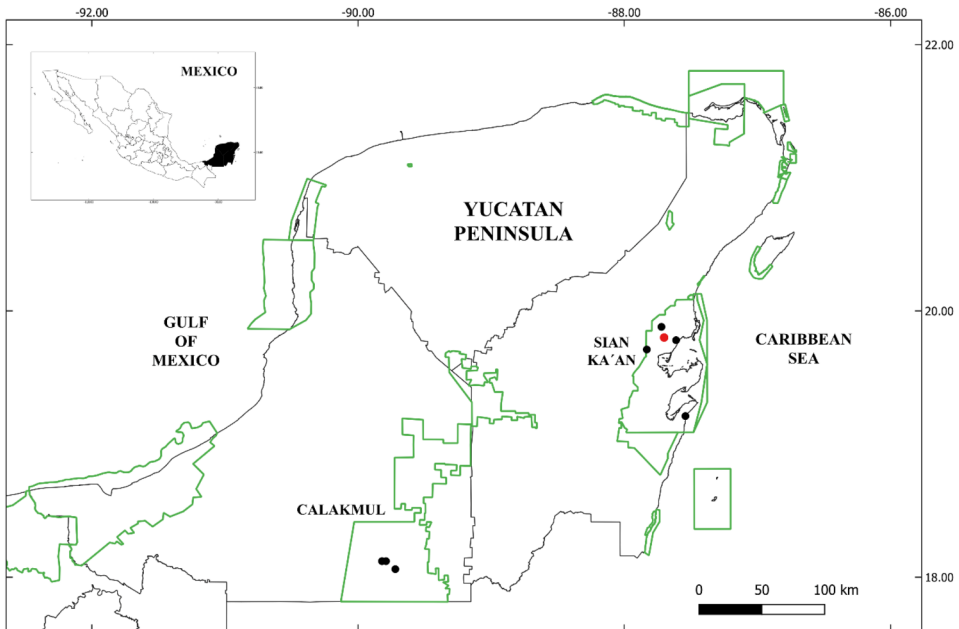 -92.00
-90.00
-88.00
-86.00
MEXICO
22.00
YUCATAN
PENINSULA
GULF
OF
MEXICO
20.00
SIAN
KA´AN
CARIBBEAN
SEA
CALAKMUL
18.00
0 50 100 km